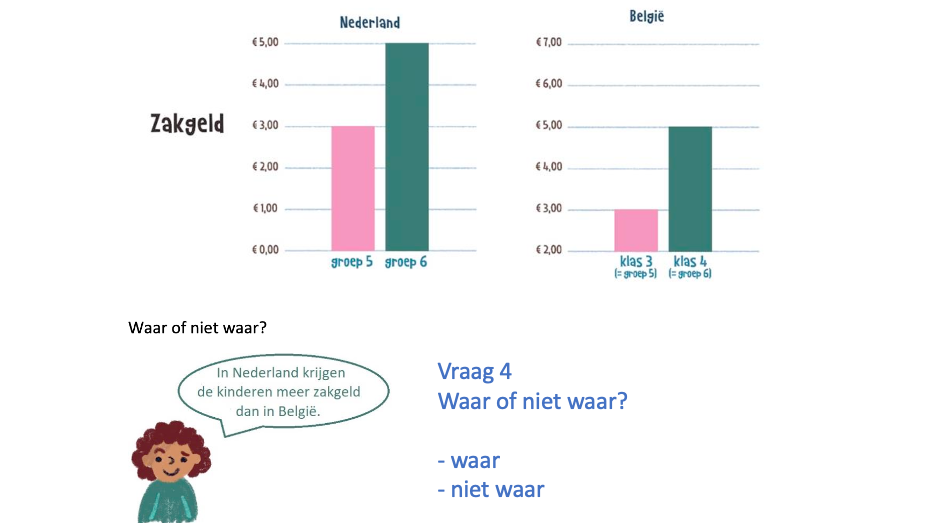 Nederland
€ 5,00
€ 4,00
€ 3,00
€ 2,00
€ 1,00
€ 0,00
groep 5 groep 6
België
€ 7,00
€ 6,00
€ 5,00
€ 4,00
€ 3,00
€ 2,00
klas 3 klas 4
(= groep 5) (= groep 6)
Zakgeld
Waar of niet waar?
In Nederland krijgen
de kinderen meer zakgeld
dan in België.
Vraag 4
Waar of niet waar?
- waar
- niet waar